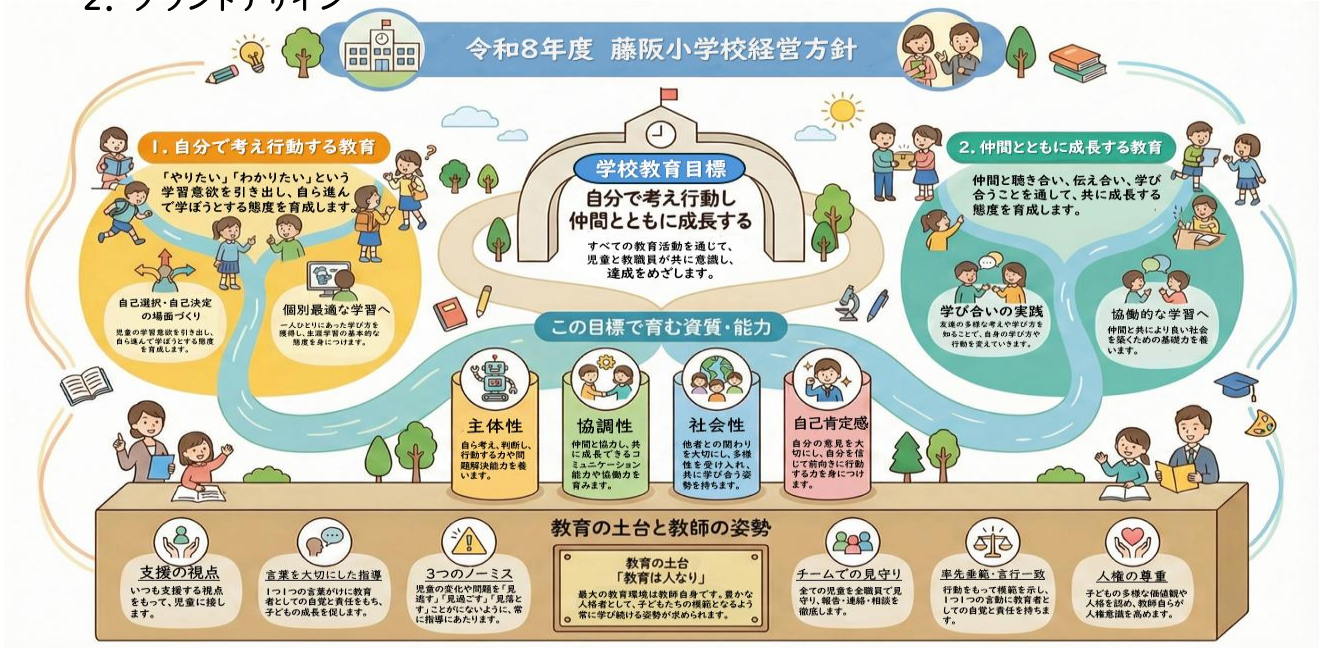 2. グランドデザイン
令和8年度 藤阪小学校経営方針
1. 自分で考え行動する教育
「やりたい」「わかりたい」という
学習意欲を引き出し、自ら進ん
で学ぼうとする態度を育成します。
自己選択・自己決定
の場面づくり
児童の学習意欲を引き出し、
自ら進んで学ぼうとする態度
を育成します。
個別最適な学習へ
一人ひとりにあった学び方を
獲得し、生涯学習の基本的な
態度を身につけます。
学校教育目標
自分で考え行動し
仲間とともに成長する
すべての教育活動を通じて、
児童と教職員が共に意識し、
達成をめざします。
2. 仲間とともに成長する教育
仲間と聴き合い、伝え合い、学び
合うことを通して、共に成長する
態度を育成します。
学び合いの実践
友達の多様な考えや学び方を
知ることで、自身の学び方や
行動を変えていきます。
協働的な学習へ
仲間と共により良い社会
を築くための基礎力を養
います。
この目標で育む資質・能力
主体性
自ら考え、判断し、
行動する力や問
題解決能力を養
います。
協調性
仲間と協力し、共
に成長できるコ
ミュニケーション
能力や協働力を
育みます。
社会性
他者との関わり
を大切にし、多様
性を受け入れ、
共に学び合う姿
勢を持ちます。
自己肯定感
自分の意見を大
切にし、自分を信
じて前向きに行動
する力を身につけ
ます。
教育の土台と教師の姿勢
支援の視点
いつも支援する視点
をもって、児童に接し
ます。
言葉を大切にした指導
1つ1つの言葉がけに教育
者としての自覚と責任をもち、
子どもの成長を促します。
3つのノーミス
児童の変化や問題を「見
逃す」「見過ごす」「見落と
す」ことがにないように、常
に指導にあたります。
教育の土台
「教育は人なり」
最大の教育環境は教師自身です。豊かな
人格者として、子どもたちの模範となるよう
常に学び続ける姿勢が求められます。
チームでの見守り
全ての児童を全職員で見
守り、報告・連絡・相談を
徹底します。
率先垂範・言行一致
行動をもって模範を示し、
1つ1つの言動に教育者と
しての自覚と責任を持ちま
す。
人権の尊重
子どもの多様な価値観や
人格を認め、教師自らが
人権意識を高めます。